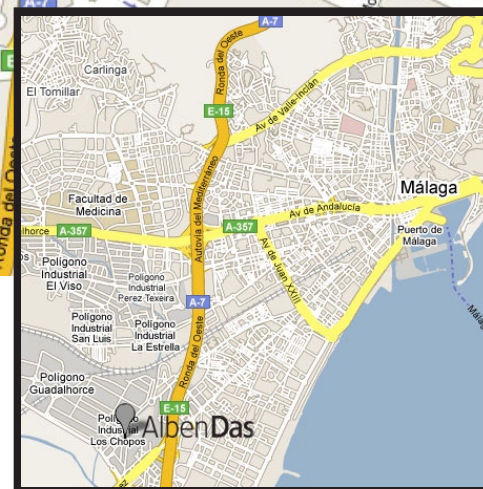 A-7
Ronda del Oeste
A-7
Ronda del Oeste
Carlinga
El Tomillar
E-15
Av de Valle-Inclán
Autovía del Mediterráneo
Málaga
Facultad de
Medicina
Av de Andalucía
A-357
A-357
Puerto de
Málaga
Av de Juan XXIII
Polígono
Industrial
El Viso
Polígono
Industrial
Perez Texeira
A-7
Polígono
Industrial
San Luis
Polígono
Industrial
La Estrella
Ronda del Oeste
Polígono
Guadalhorce
E-15
Los Chopos
AlbenDas